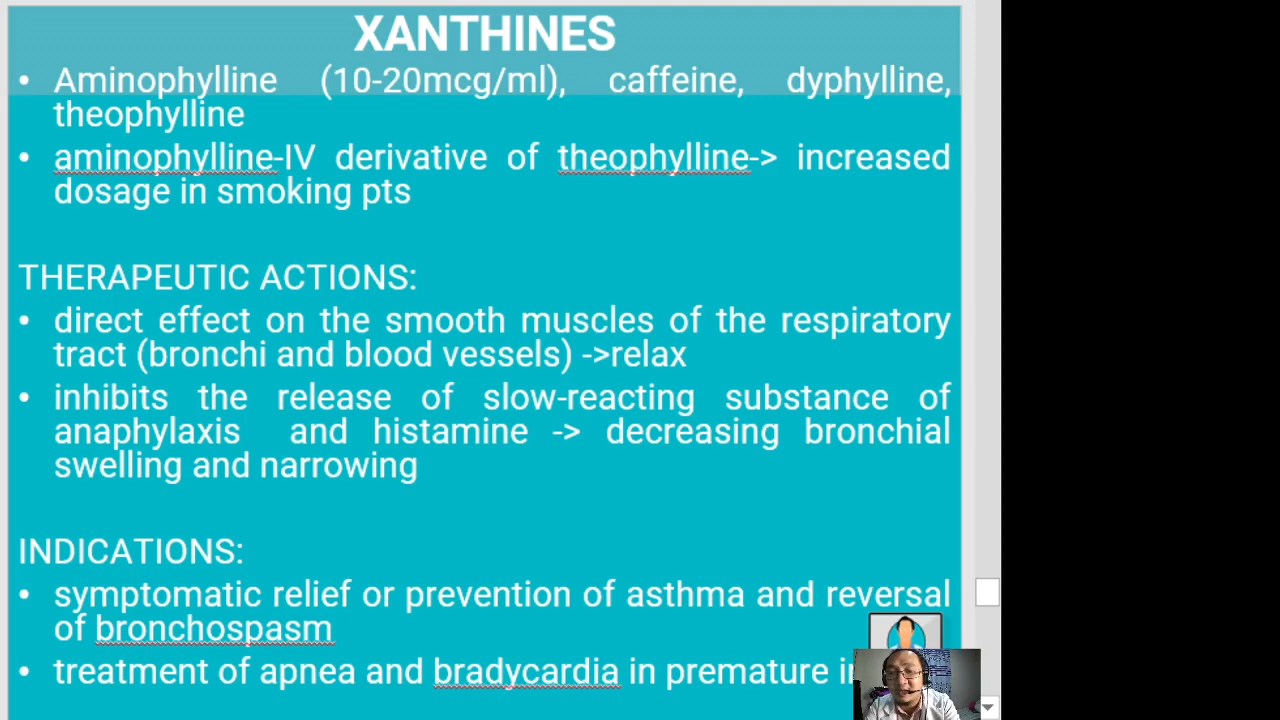 XANTHINES
• Aminophylline (10-20mcg/ml), caffeine, dyphylline,
theophylline
• aminophylline-IV derivative of theophylline-> increased
dosage in smoking pts
THERAPEUTIC ACTIONS:
• direct effect on the smooth muscles of the respiratory
tract (bronchi and blood vessels) ->relax
• inhibits the release of slow-reacting substance of
anaphylaxis and histamine -> decreasing bronchial
swelling and narrowing
INDICATIONS:
• symptomatic relief or prevention of asthma and reversal
of bronchospasm
• treatment of apnea and bradycardia in premature